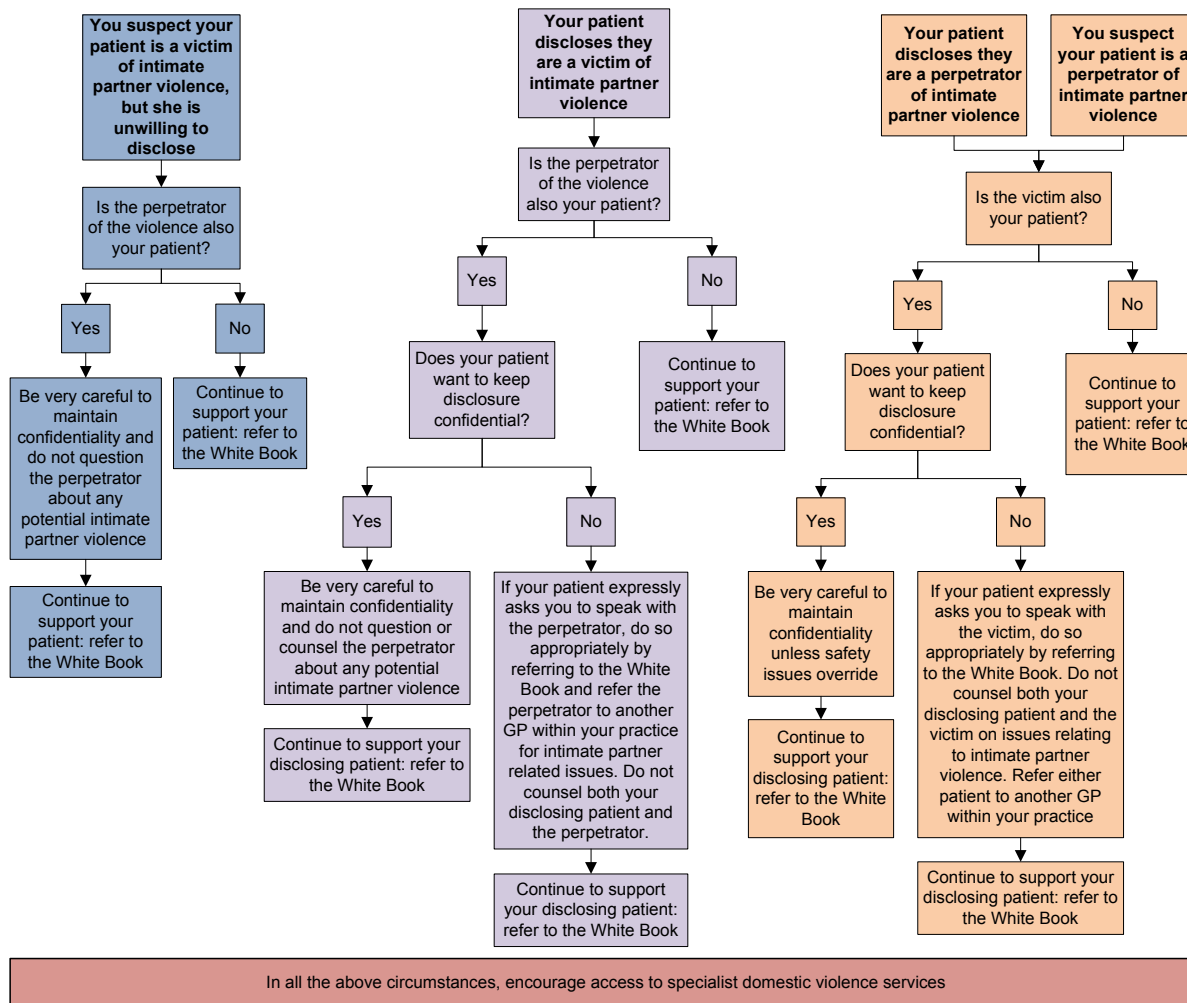 You suspect your
patient is a victim
of intimate
partner violence,
but she is
unwilling to
disclose
Is the perpetrator
of the violence also
your patient?
Yes
No
Be very careful to
maintain
confidentiality and
do not question
the perpetrator
about any
potential intimate
partner violence
Continue to
support your
patient: refer to
the White Book
Continue to
support your
patient: refer to
the White Book
Your patient
discloses they
are a victim of
intimate partner
violence
Is the perpetrator
of the violence
also your patient?
Yes
No
Does your patient
want to keep
disclosure
confidential?
Continue to
support your
patient: refer to
the White Book
Yes
No
Be very careful to
maintain confidentiality
and do not question or
counsel the perpetrator
about any potential
intimate partner violence
Continue to support your
disclosing patient: refer to
the White Book
If your patient expressly
asks you to speak with
the perpetrator, do so
appropriately by
referring to the White
Book and refer the
perpetrator to another
GP within your practice
for intimate partner
related issues. Do not
counsel both your
disclosing patient and
the perpetrator.
Continue to support
your disclosing patient:
refer to the White Book
Your patient
discloses they
are a perpetrator
of intimate
partner violence
You suspect
your patient is a
perpetrator of
intimate partner
violence
Is the victim also
your patient?
Yes
No
Does your patient
want to keep
disclosure
confidential?
Continue to
support your
patient: refer to
the White Book
Yes
No
Be very careful to
maintain
confidentiality
unless safety
issues override
Continue to
support your
disclosing patient:
refer to the White
Book
If your patient expressly
asks you to speak with
the victim, do so
appropriately by referring
to the White Book. Do not
counsel both your
disclosing patient and the
victim on issues relating
to intimate partner
violence. Refer either
patient to another GP
within your practice
Continue to support your
disclosing patient: refer to
the White Book
In all the above circumstances, encourage access to specialist domestic violence services